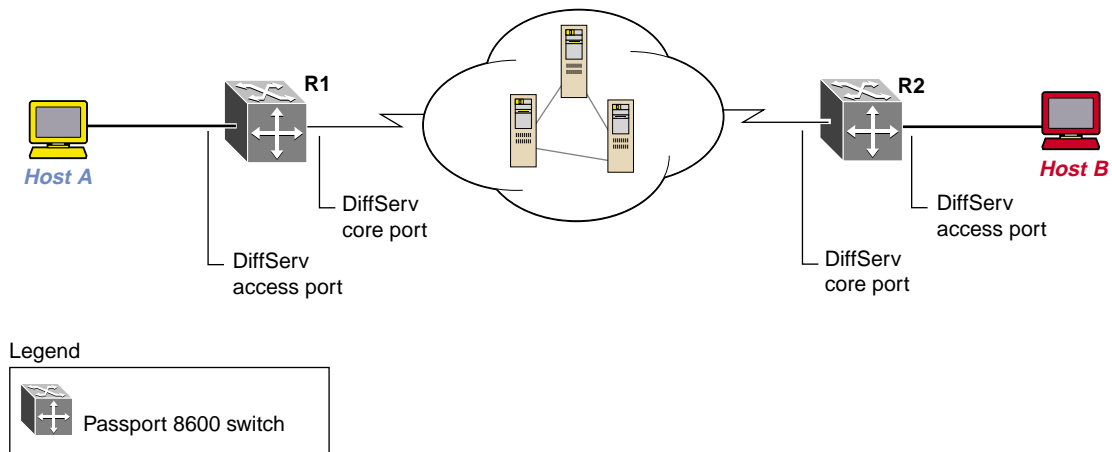 R1
R2
Host A
Host B
DiffServ
core port
DiffServ
access port
DiffServ
access port
DiffServ
core port
Legend
Passport 8600 switch